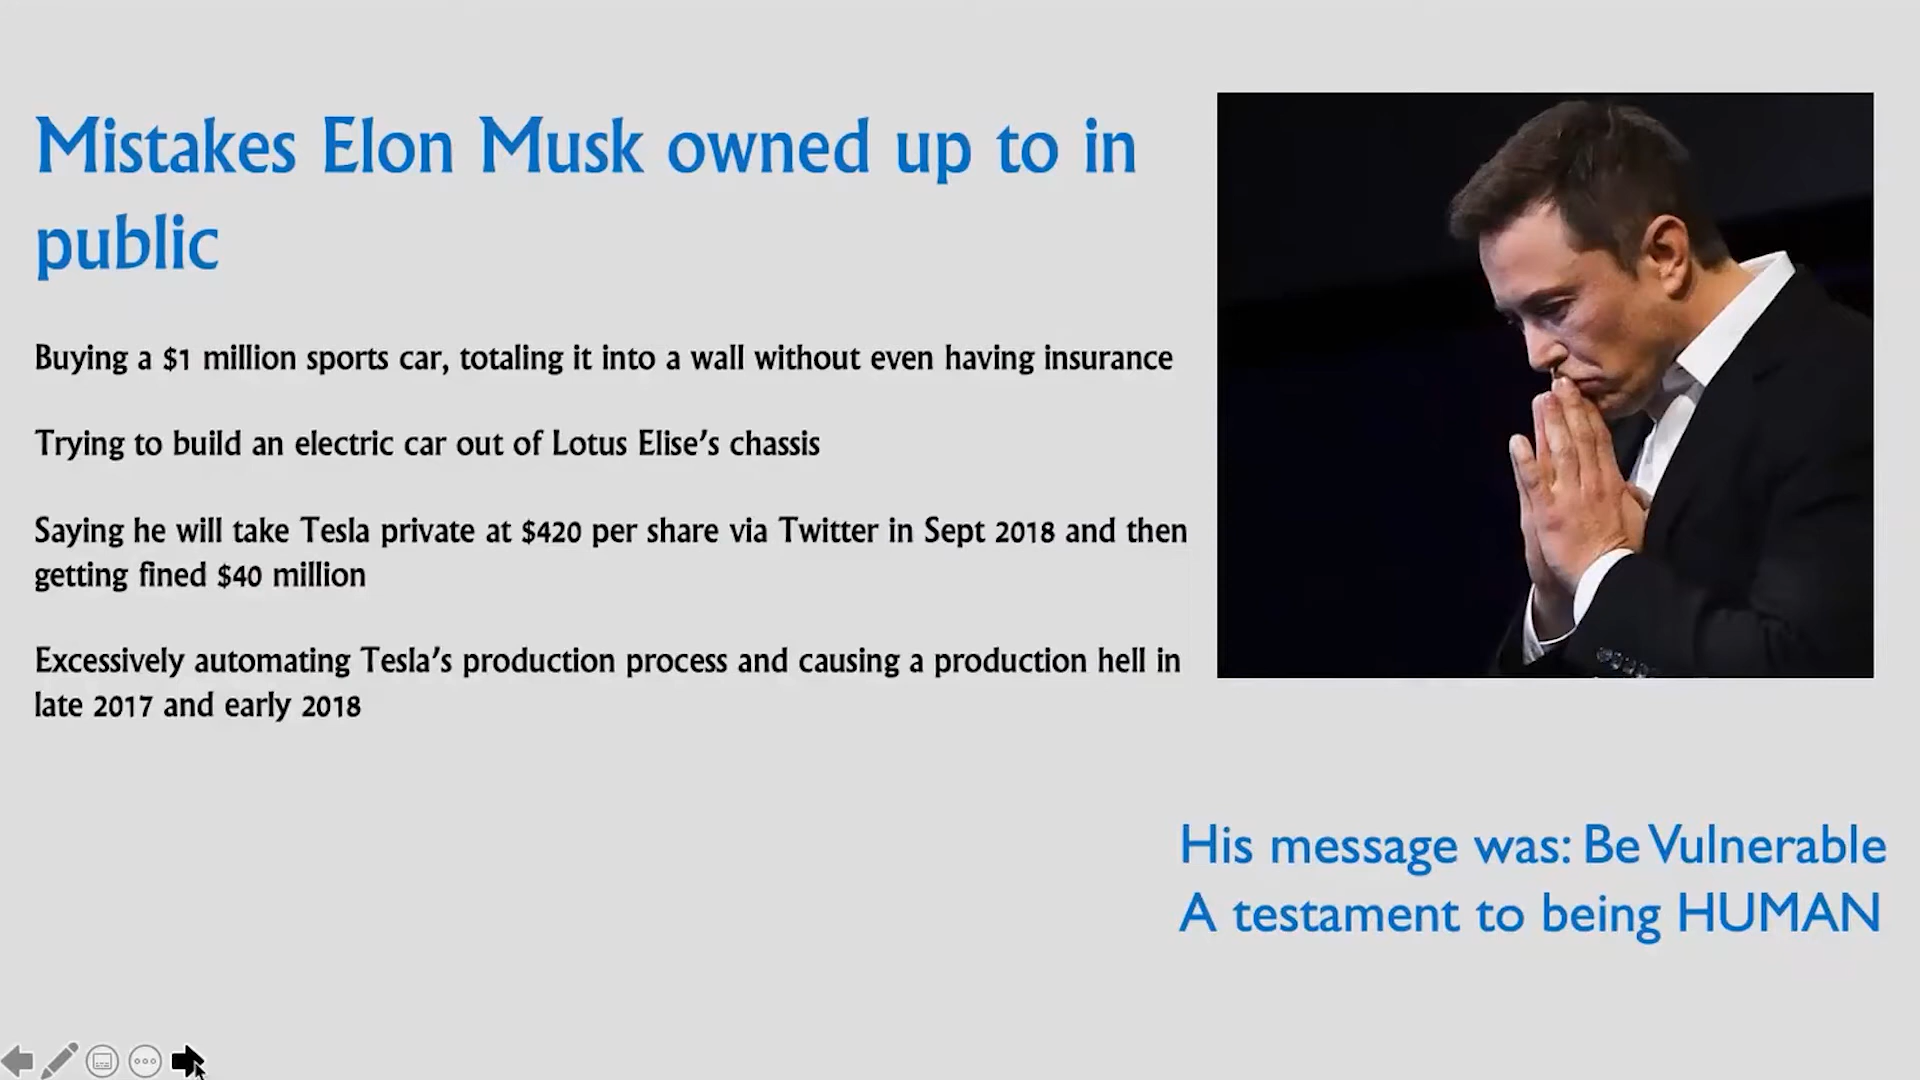 Mistakes Elon Musk owned up to in
public
Buying a $1 million sports car, totaling it into a wall without even having insurance
Trying to build an electric car out of Lotus Elise’s chassis
Saying he will take Tesla private at $420 per share via Twitter in Sept 2018 and then
getting fined $40 million
Excessively automating Tesla’s production process and causing a production hell in
late 2017 and early 2018
His message was: Be Vulnerable
A testament to being HUMAN